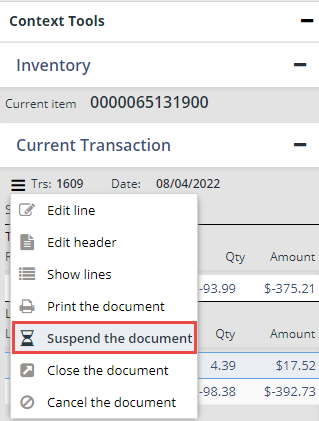 Context Tools
Inventory
Current item 0000065131900
Current Transaction
Trs: 1609 Date: 08/04/2022
Edit line
Edit header
Qty Amount
Show lines
-93.99 $-375.21
Print the document
Suspend the document
Qty Amount
Close the document
4.39 $17.52
-98.38 $-392.73
Cancel the document